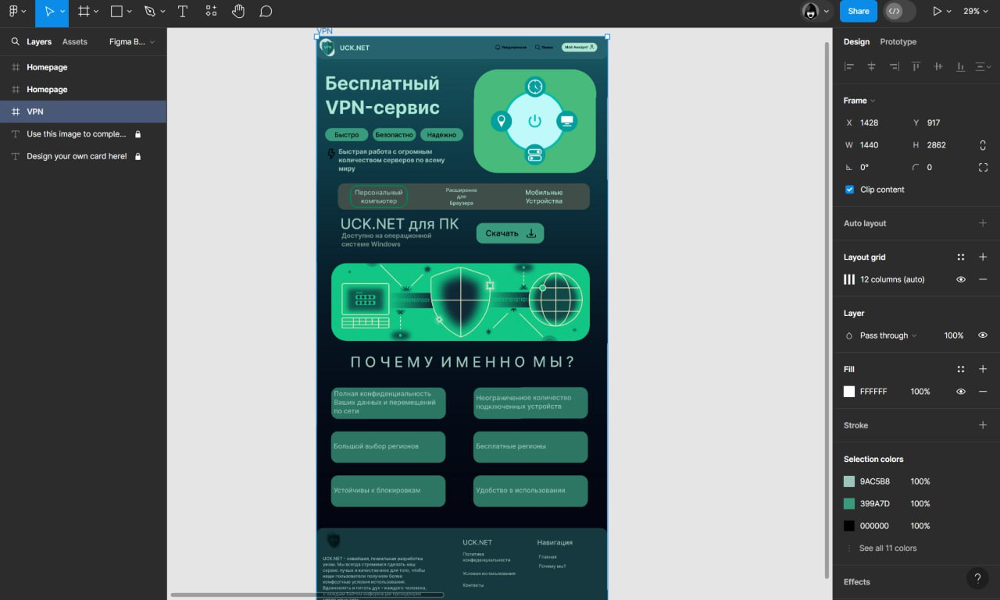 Share
29%
Layers
Assets
Figma B...
Homepage
Homepage
VPN
Use this image to comple...
Design your own card here!
VPN
VPN
UCK.NET
Уведомления
Поиск
Мой Аккаунт
Бесплатный
VPN-сервис
Быстро
Безопастно
Надежно
Быстрая работа с огромным
количеством серверов по всему
миру
Персональный
компьютер
Расширение
для
Браузера
Мобильные
Устройства
UCK.NET для ПК
Доступно на операционной
системе Windows
Скачать
ПОЧЕМУ ИМЕННО МЫ?
Полная конфиденциальность
Ваших данных и перемещений
по сети
Неограниченное количество
подключенных устройств
Большой выбор регионов
Бесплатные регионы
Устойчивы к блокировкам
Удобство в использовании
UCK.NET - новейшая, гениальная разработка
умом. Мы всегда стремимся сделать наш
сервис лучше и качественне для того, чтобы
наши пользователи получили более
комфортные условия использования.
Вдохновлять и питать дух - каждого человека,
с каждым байтом информации проходящим
UCK.NET
Политика
конфеденциальности
Условия использования
Контакты
Навигация
Главная
Почему мы?
Design
Prototype
Frame
X 1428
Y 917
W 1440
H 2862
0°
0
Clip content
Auto layout
Layout grid
12 columns (auto)
Layer
Pass through
100%
Fill
FFFFFF
100%
Stroke
Selection colors
9AC5B8
100%
399A7D
100%
000000
100%
See all 11 colors
Effects
?